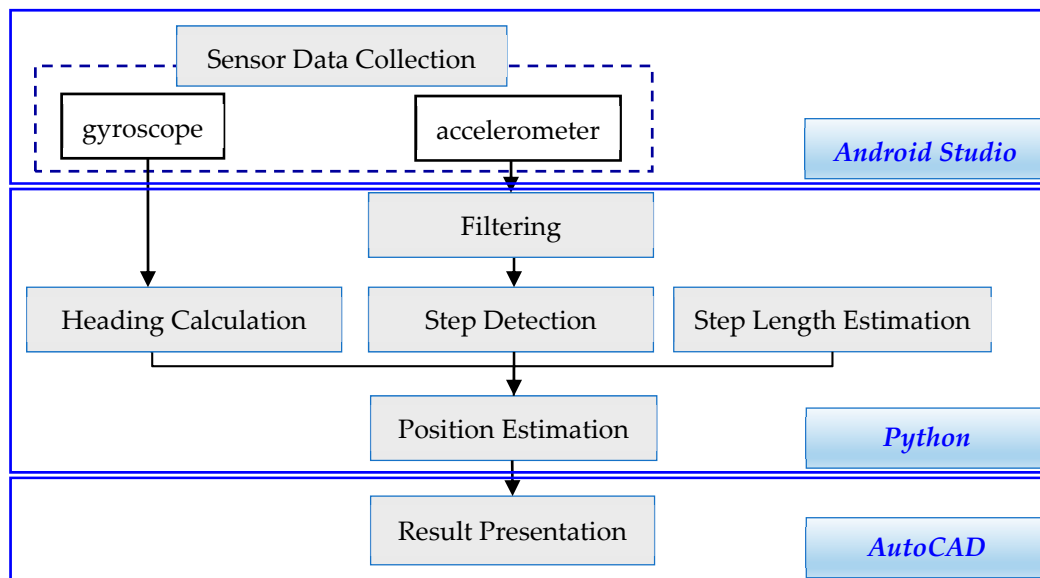 Sensor Data Collection
gyroscope
accelerometer
Android Studio
Filtering
Heading Calculation
Step Detection
Step Length Estimation
Position Estimation
Python
Result Presentation
AutoCAD